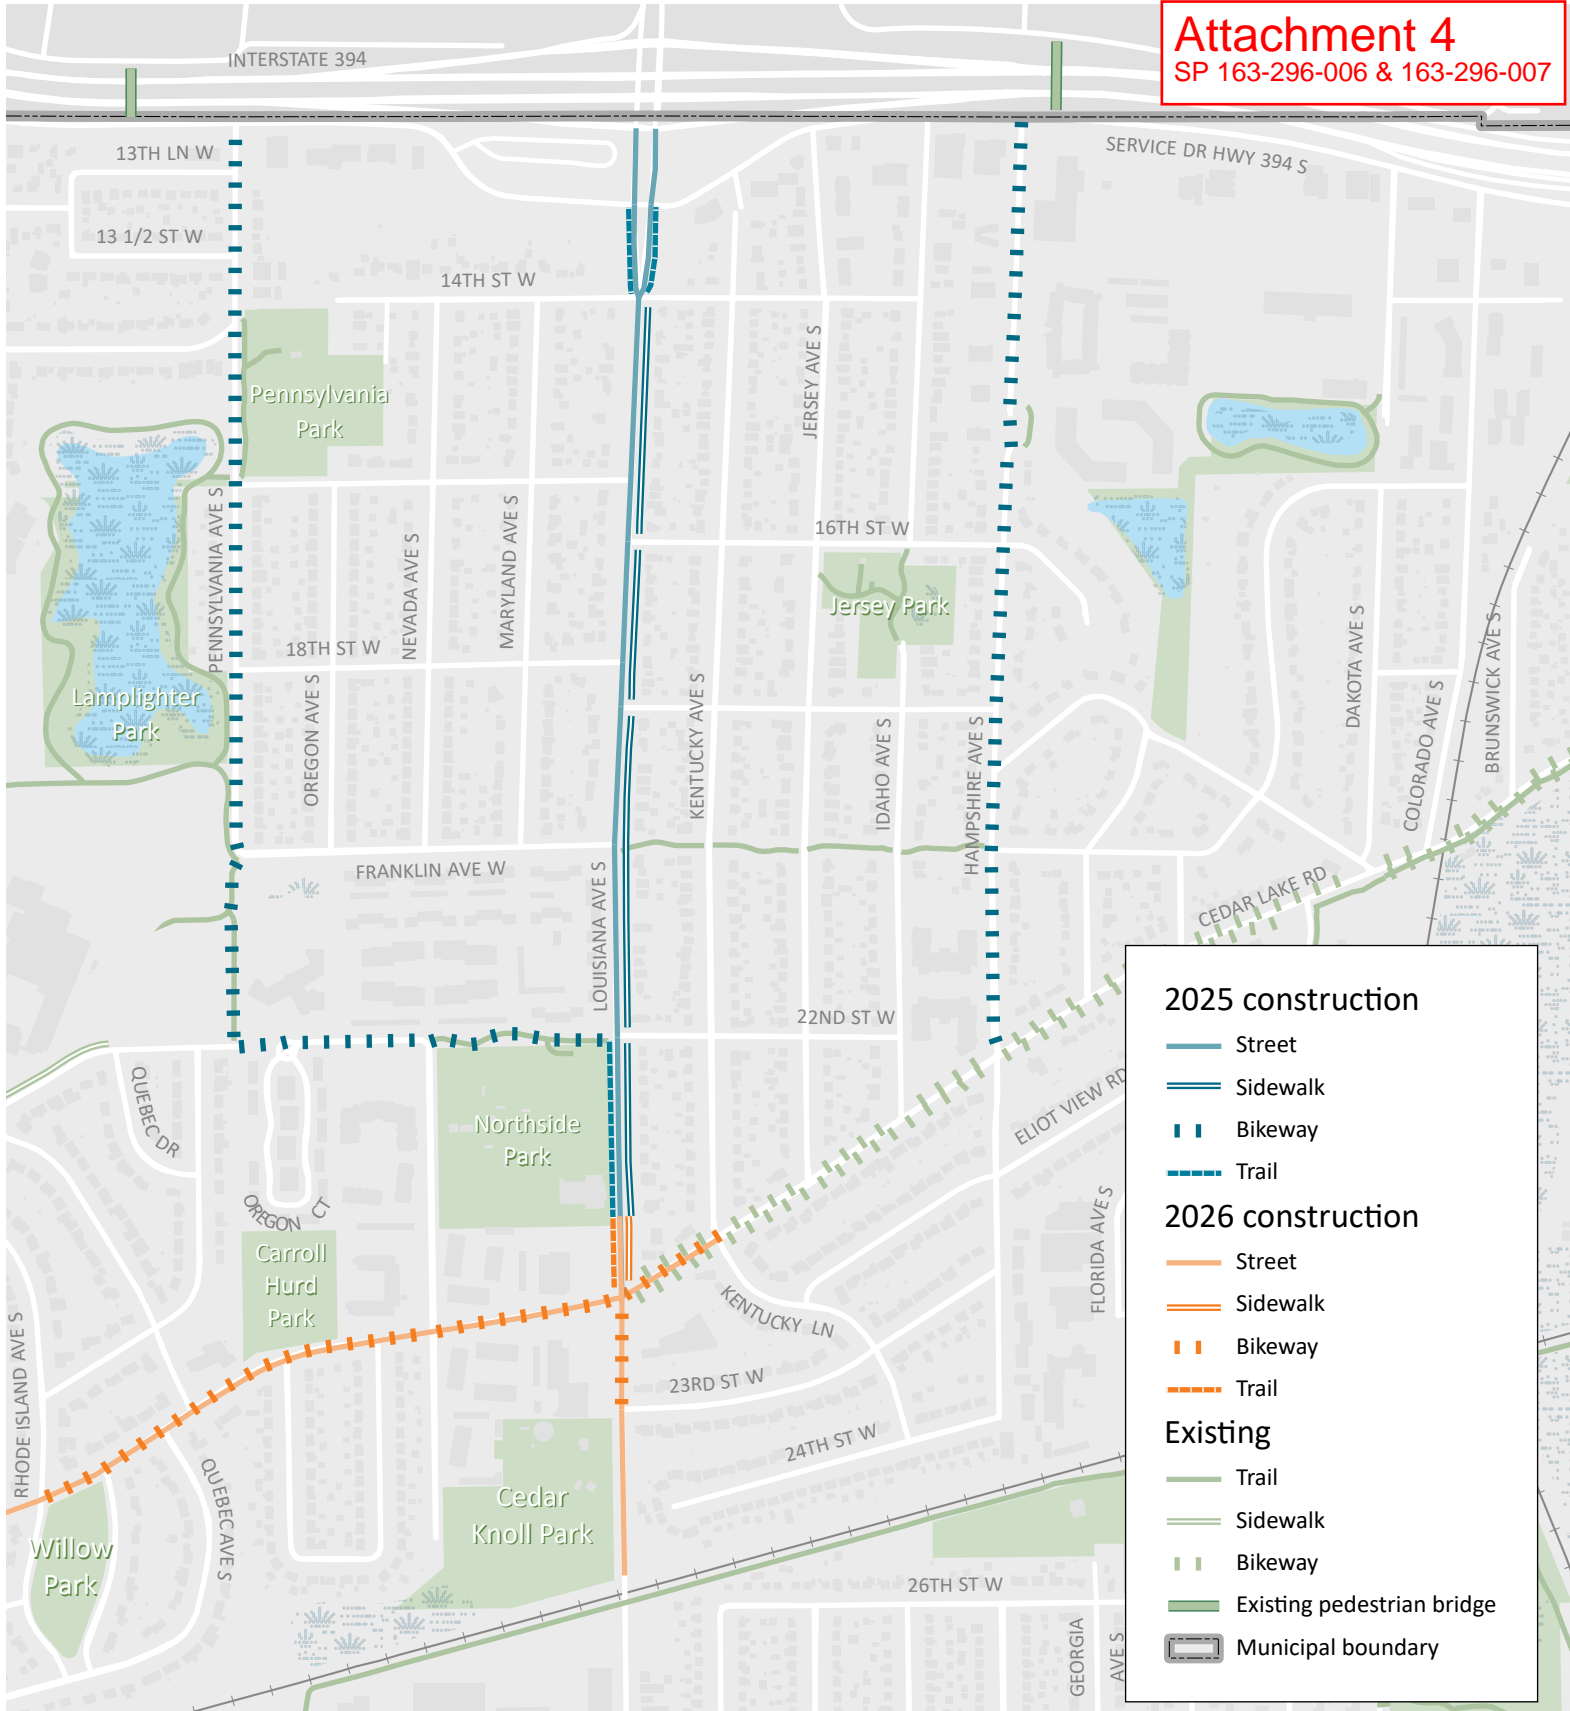 Attachment 4
SP 163-296-006 & 163-296-007
INTERSTATE 394
13TH LN W
SERVICE DR HWY 394 S
13 1/2 ST W
14TH ST W
JERSEY AVE S
Pennsylvania
Park
PENNSYLVANIA AVE S
NEVADA AVE S
MARYLAND AVE S
16TH ST W
Jersey Park
18TH ST W
OREGON AVE S
KENTUCKY AVE S
IDAHO AVE S
HAMPSHIRE AVE S
DAKOTA AVE S
COLORADO AVE S
BRUNSWICK AVE S
Lamplighter
Park
FRANKLIN AVE W
LOUISIANA AVE S
CEDAR LAKE RD
22ND ST W
QUEBEC DR
Northside
Park
ELIOT VIEW RD
OREGON CT
Carroll
Hurd
Park
FLORIDA AVE S
RHODE ISLAND AVE S
KENTUCKY LN
23RD ST W
24TH ST W
QUEBEC AVE S
Cedar
Knoll Park
Willow
Park
26TH ST W
GEORGIA
AVE S
2025 construction
Street
Sidewalk
Bikeway
Trail
2026 construction
Street
Sidewalk
Bikeway
Trail
Existing
Trail
Sidewalk
Bikeway
Existing pedestrian bridge
Municipal boundary